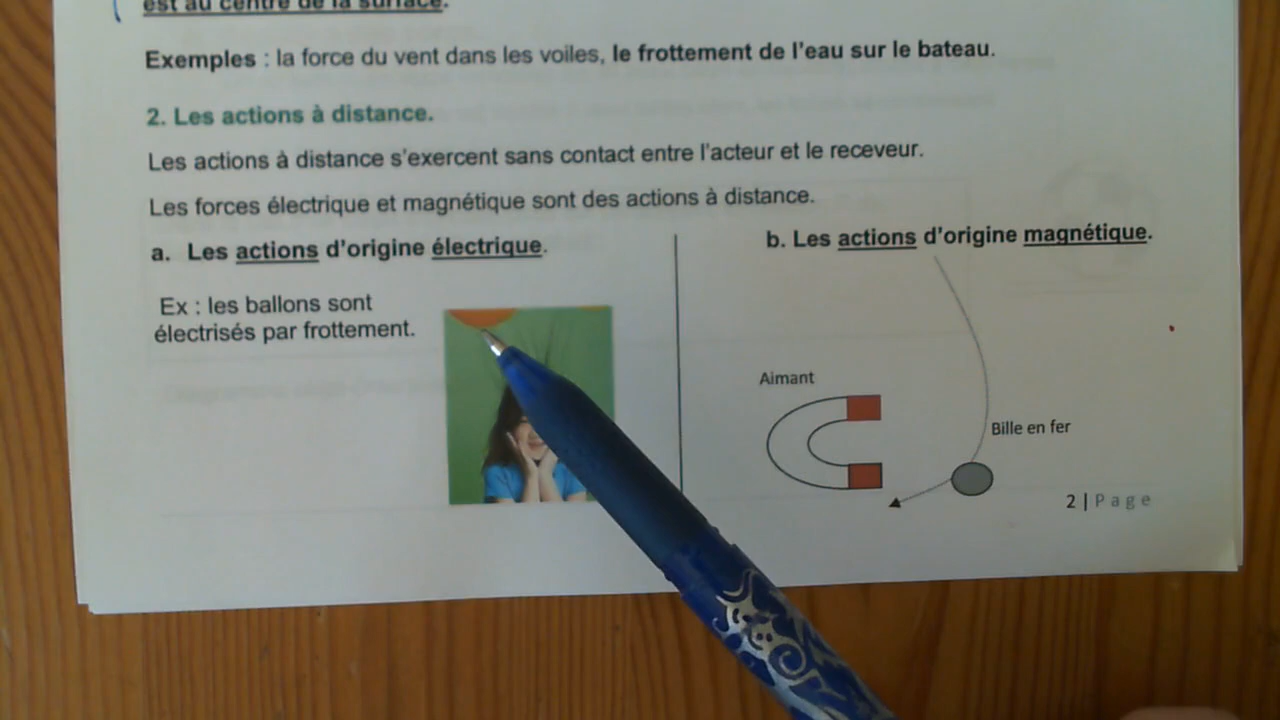 est au centre de la surface.
Exemples : la force du vent dans les voiles, le frottement de l'eau sur le bateau.
2. Les actions à distance.
Les actions à distance s'exercent sans contact entre l'acteur et le receveur.
Les forces électrique et magnétique sont des actions à distance.
a. Les actions d'origine électrique.
Ex : les ballons sont
électrisés par frottement.
b. Les actions d'origine magnétique.
Aimant
Bille en fer
2 | Page